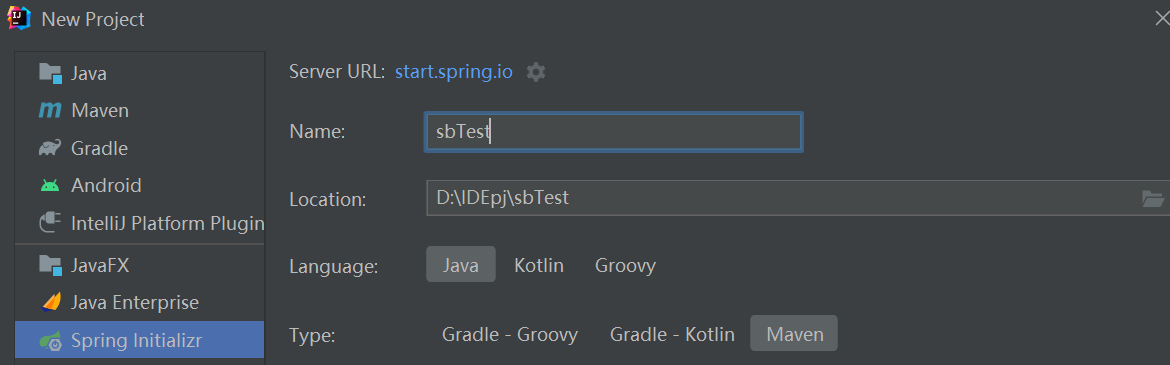 New Project
Java
Maven
Gradle
Android
IntelliJ Platform Plugin
JavaFX
Java Enterprise
Spring Initializr
Server URL: start.spring.io
Name: sbTest
Location: D:\IDEpj\sbTest
Language: Java Kotlin Groovy
Type: Gradle - Groovy Gradle - Kotlin Maven